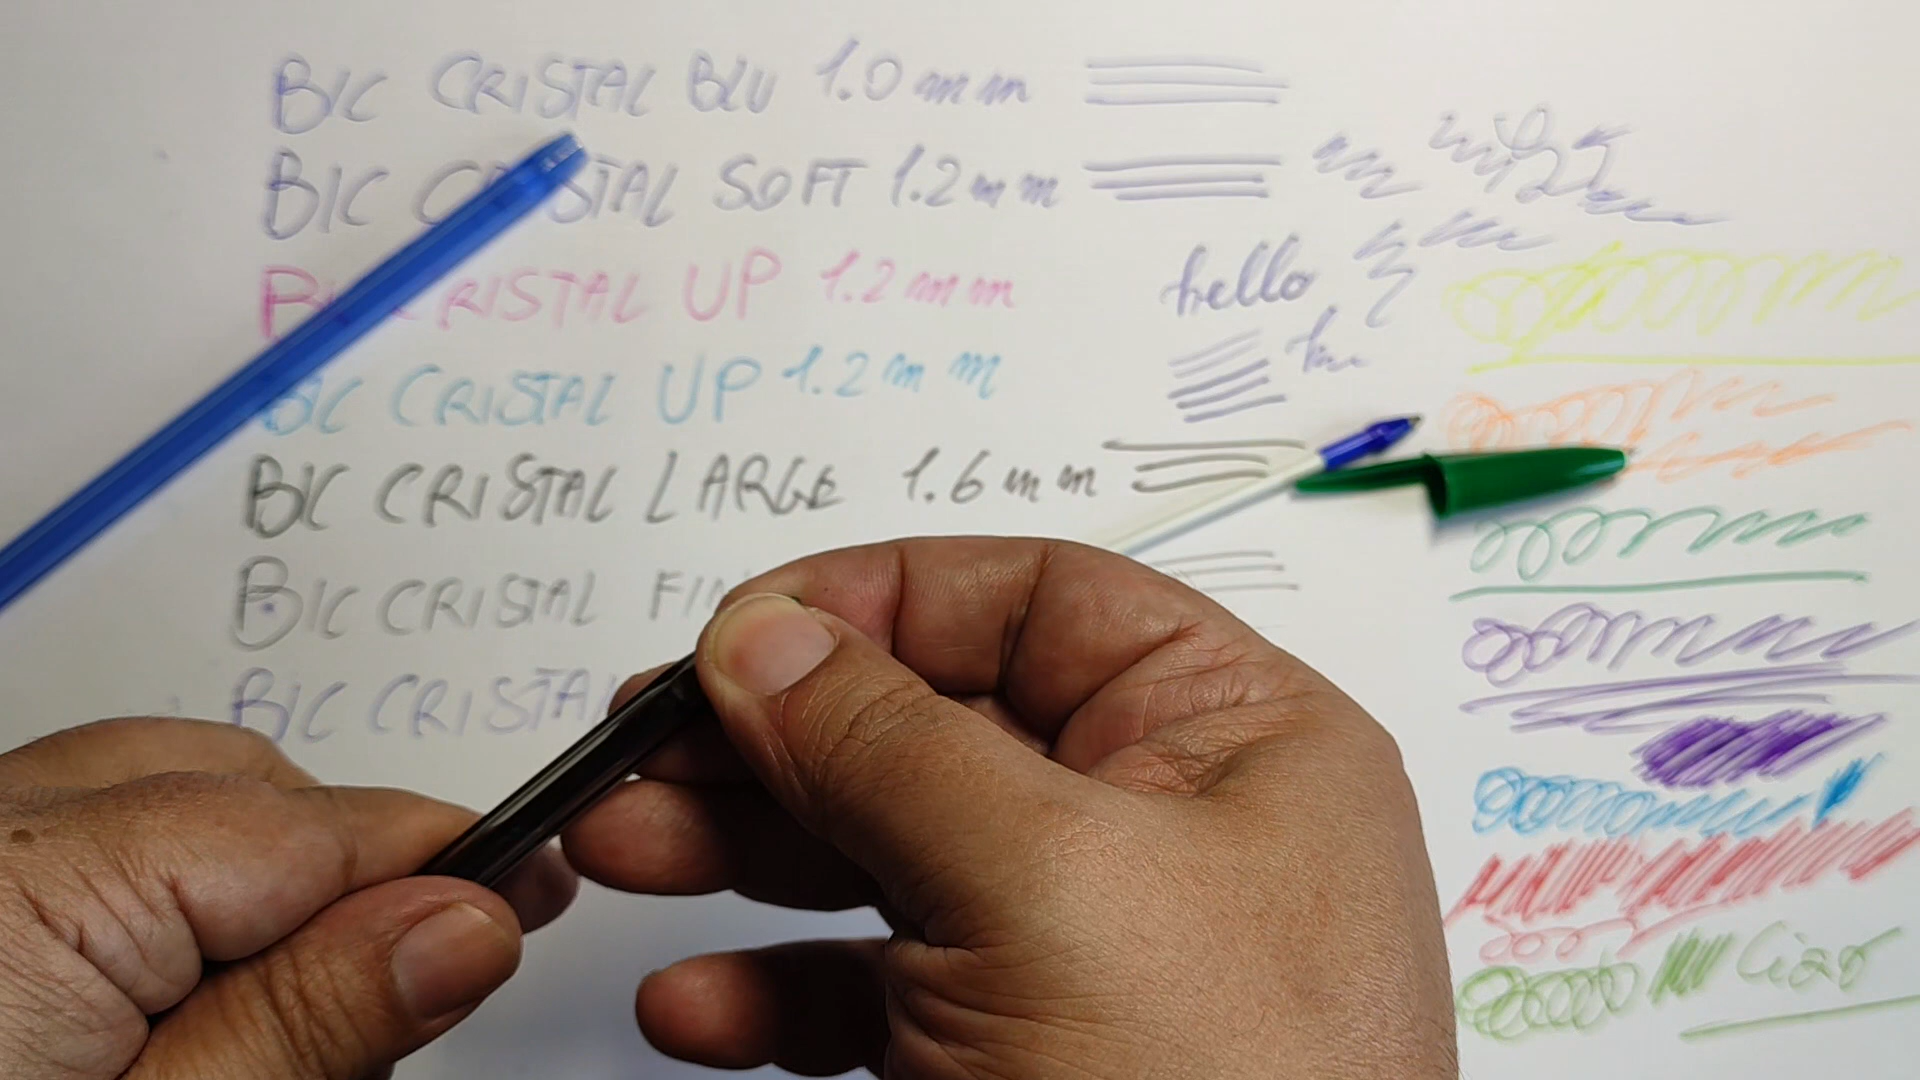 BIC CRISTAL BLU 1.0 mm
BIC CRISTAL SOFT 1.2 mm
BIC CRISTAL UP 1.2 mm
hello
BIC CRISTAL UP 1.2 mm
BIC CRISTAL LARGE 1.6 mm
BIC CRISTAL
BIC CRISTAL
Ciao